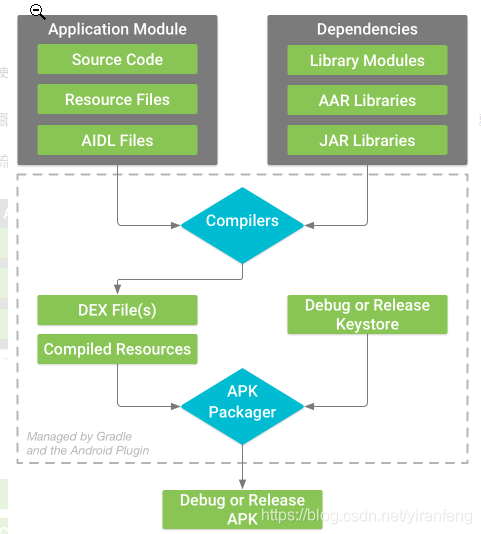 Application Module
Source Code
Resource Files
AIDL Files
Dependencies
Library Modules
AAR Libraries
JAR Libraries
Compilers
DEX File(s)
Compiled Resources
Debug or Release
Keystore
APK
Packager
Managed by Gradle
and the Android Plugin
Debug or Release
APK
https://blog.csdn.net/yiranfeng